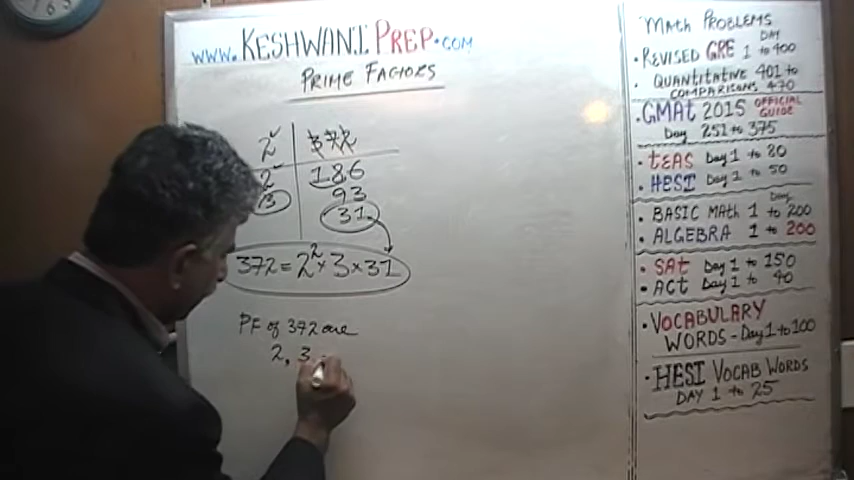 www.KESHWANIPREP.COM
PRIME FACTORS
2 372
2 186
3 93
31
372 = 2² × 3 × 31
PF of 372 are
2, 3
MATH PROBLEMS
DAY
• REVISED GRE 1 to 400
• QUANTITATIVE 401 to
COMPARISONS 470
• GMAT 2015 OFFICIAL GUIDE
Day 251 to 375
• TEAS Day 1 to 80
• HESI Day 1 to 50
Day
• BASIC MATH 1 to 200
• ALGEBRA 1 to 200
• SAT Day 1 to 150
• ACT Day 1 to 40
• VOCABULARY
WORDS - Day 1 to 100
• HESI VOCAB WORDS
DAY 1 to 25